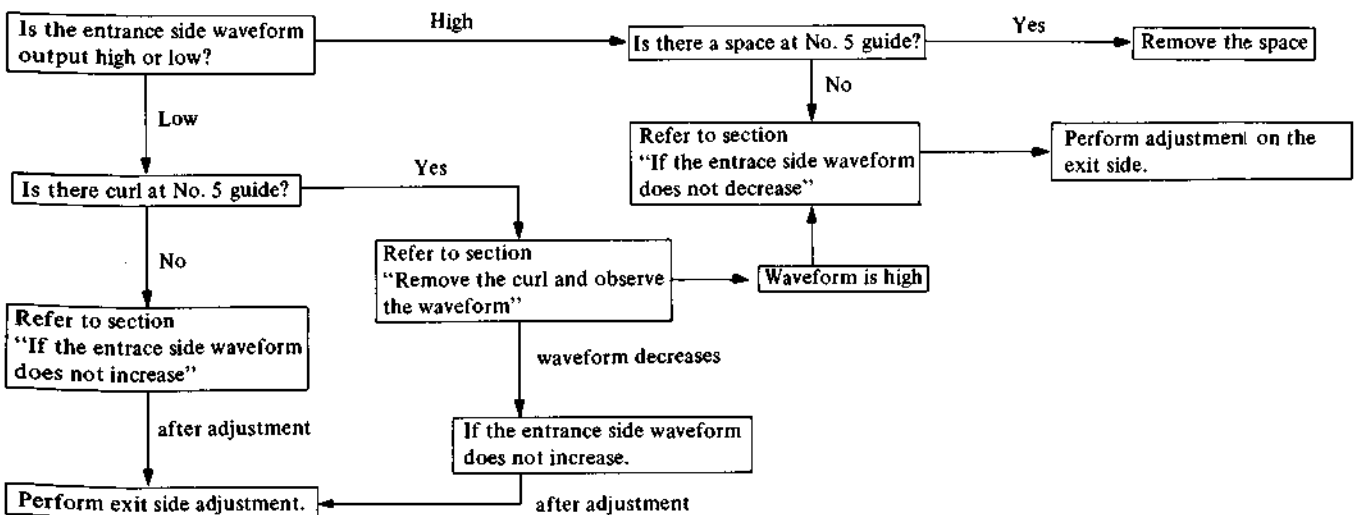 Is the entrance side waveform
output high or low?
High
Is there a space at No. 5 guide?
Yes
Remove the space
No
Low
Refer to section
“If the entrace side waveform
does not decrease”
Perform adjustment on the
exit side.
Is there curl at No. 5 guide?
Yes
No
Refer to section
“Remove the curl and observe
the waveform”
Waveform is high
Refer to section
“If the entrace side waveform
does not increase”
waveform decreases
after adjustment
If the entrance side waveform
does not increase.
Perform exit side adjustment.
after adjustment